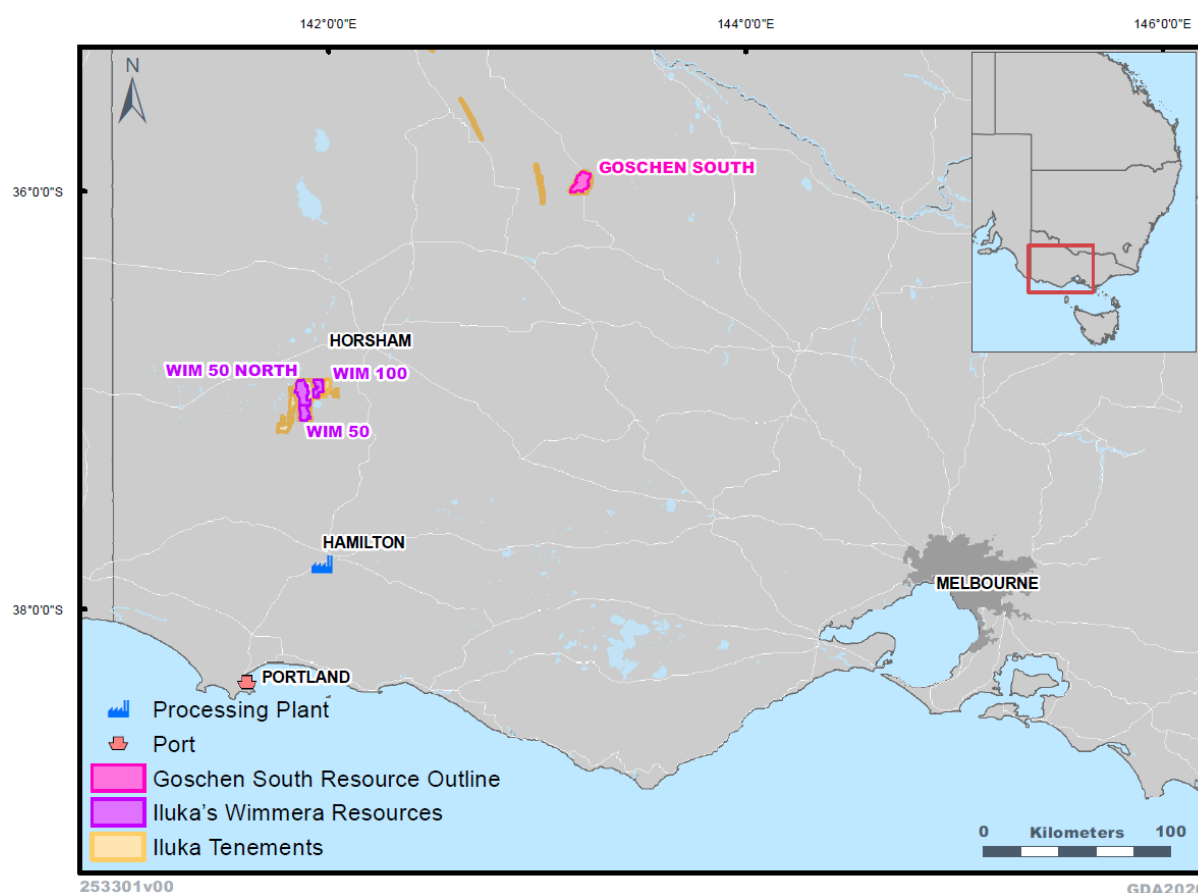 142°0'0"E
144°0'0"E
146°0'0"E
N
GOSCHEN SOUTH
36°0'0"S
HORSHAM
WIM 50 NORTH
WIM 100
WIM 50
HAMILTON
MELBOURNE
38°0'0"S
PORTLAND
Processing Plant
Port
Goschen South Resource Outline
Iluka's Wimmera Resources
0 Kilometers 100
Iluka Tenements
253301v00
GDA2020